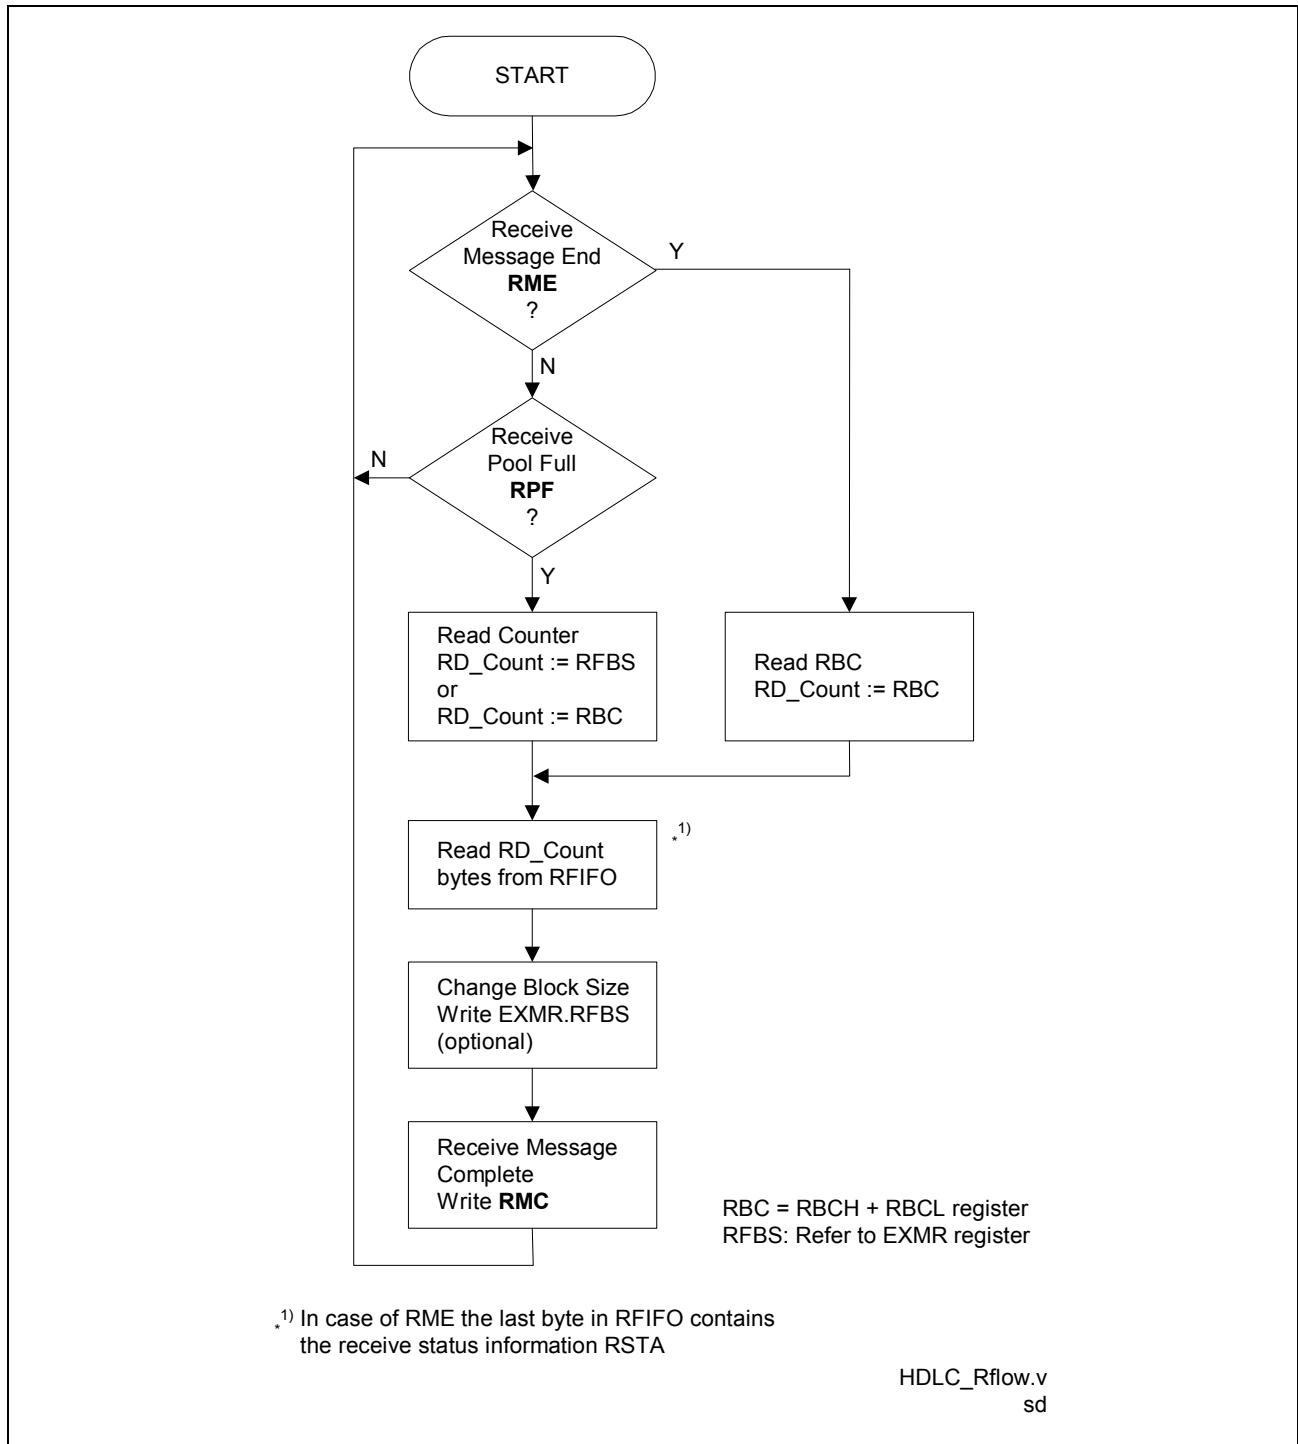 START
Receive
Message End
RME
?
Y
N
Receive
Pool Full
RPF
?
N
Y
Read Counter
RD_Count := RFBS
or
RD_Count := RBC
Read RBC
RD_Count := RBC
Read RD_Count
bytes from RFIFO
*1)
Change Block Size
Write EXMR.RFBS
(optional)
Receive Message
Complete
Write RMC
RBC = RBCH + RBCL register
RFBS: Refer to EXMR register
*1) In case of RME the last byte in RFIFO contains
the receive status information RSTA
HDLC_Rflow.v
sd